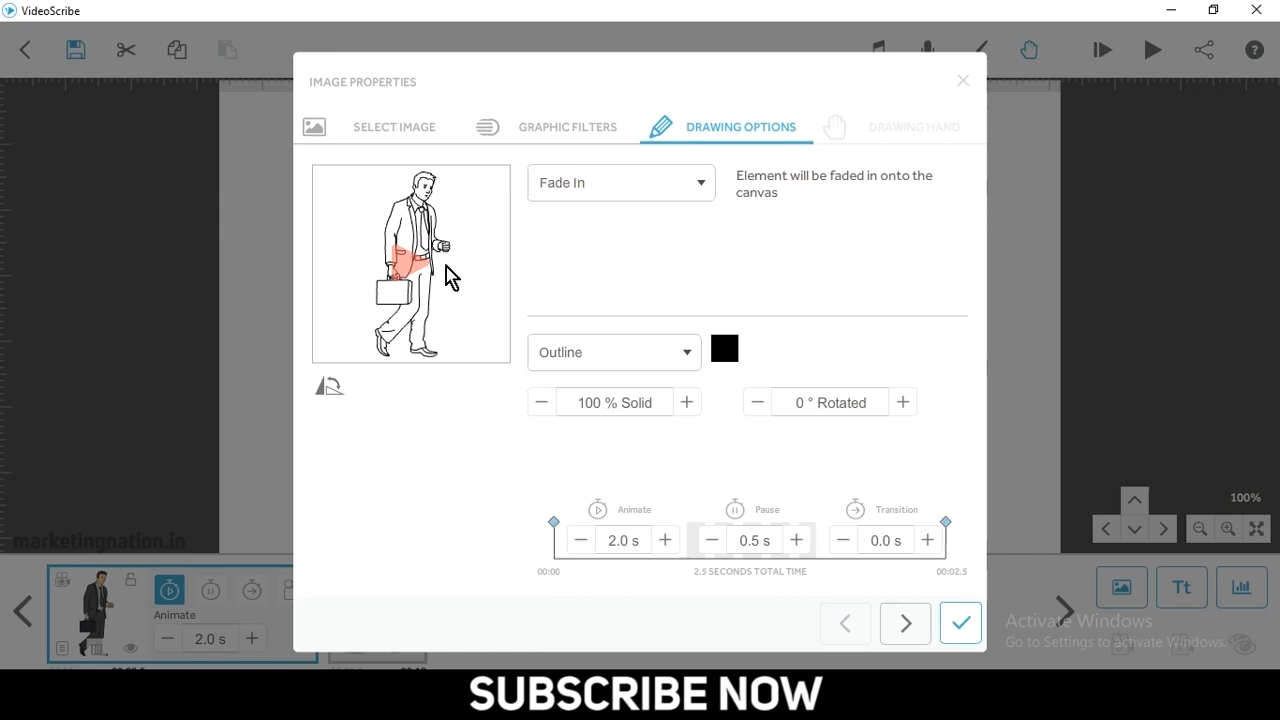 VideoScribe
IMAGE PROPERTIES
SELECT IMAGE
GRAPHIC FILTERS
DRAWING OPTIONS
DRAWING HAND
Fade In
Element will be faded in onto the
canvas
Outline
100 % Solid
0 ° Rotated
Animate
Pause
Transition
2.0 s
0.5 s
0.0 s
00:00
2.5 SECONDS TOTAL TIME
00:02.5
100%
marketingnation.in
Animate
2.0 s
Tt
Activate Windows
Go to Settings to activate Windows.
SUBSCRIBE NOW